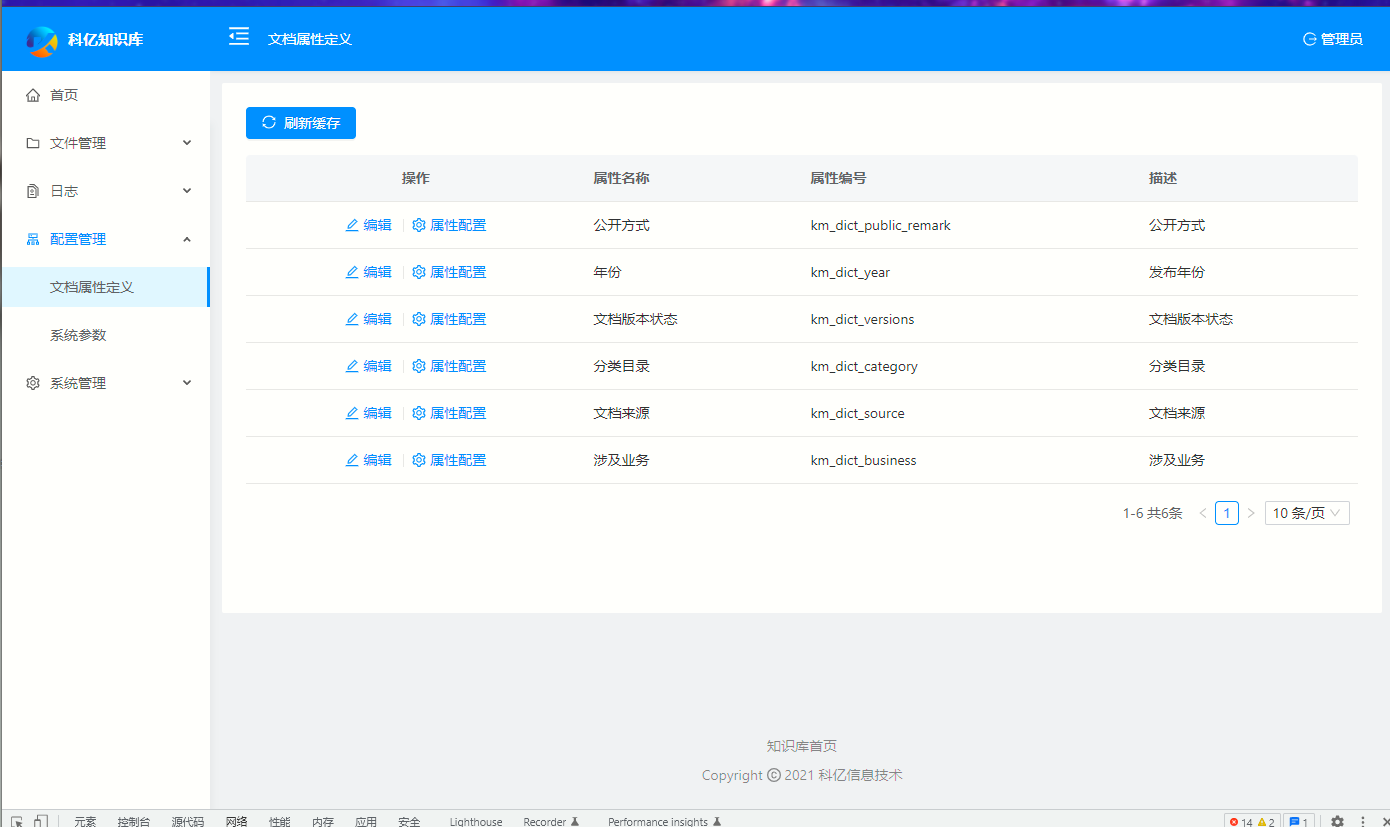 科亿知识库
文档属性定义
管理员
首页
文件管理
日志
配置管理
文档属性定义
系统参数
系统管理
刷新缓存
操作 属性名称 属性编号 描述
编辑 属性配置 公开方式 km_dict_public_remark 公开方式
编辑 属性配置 年份 km_dict_year 发布年份
编辑 属性配置 文档版本状态 km_dict_versions 文档版本状态
编辑 属性配置 分类目录 km_dict_category 分类目录
编辑 属性配置 文档来源 km_dict_source 文档来源
编辑 属性配置 涉及业务 km_dict_business 涉及业务
1-6 共6条 < 1 > 10 条/页
知识库首页
Copyright © 2021 科亿信息技术
元素 控制台 源代码 网络 性能 内存 应用 安全 Lighthouse Recorder Performance insights 14 2 1